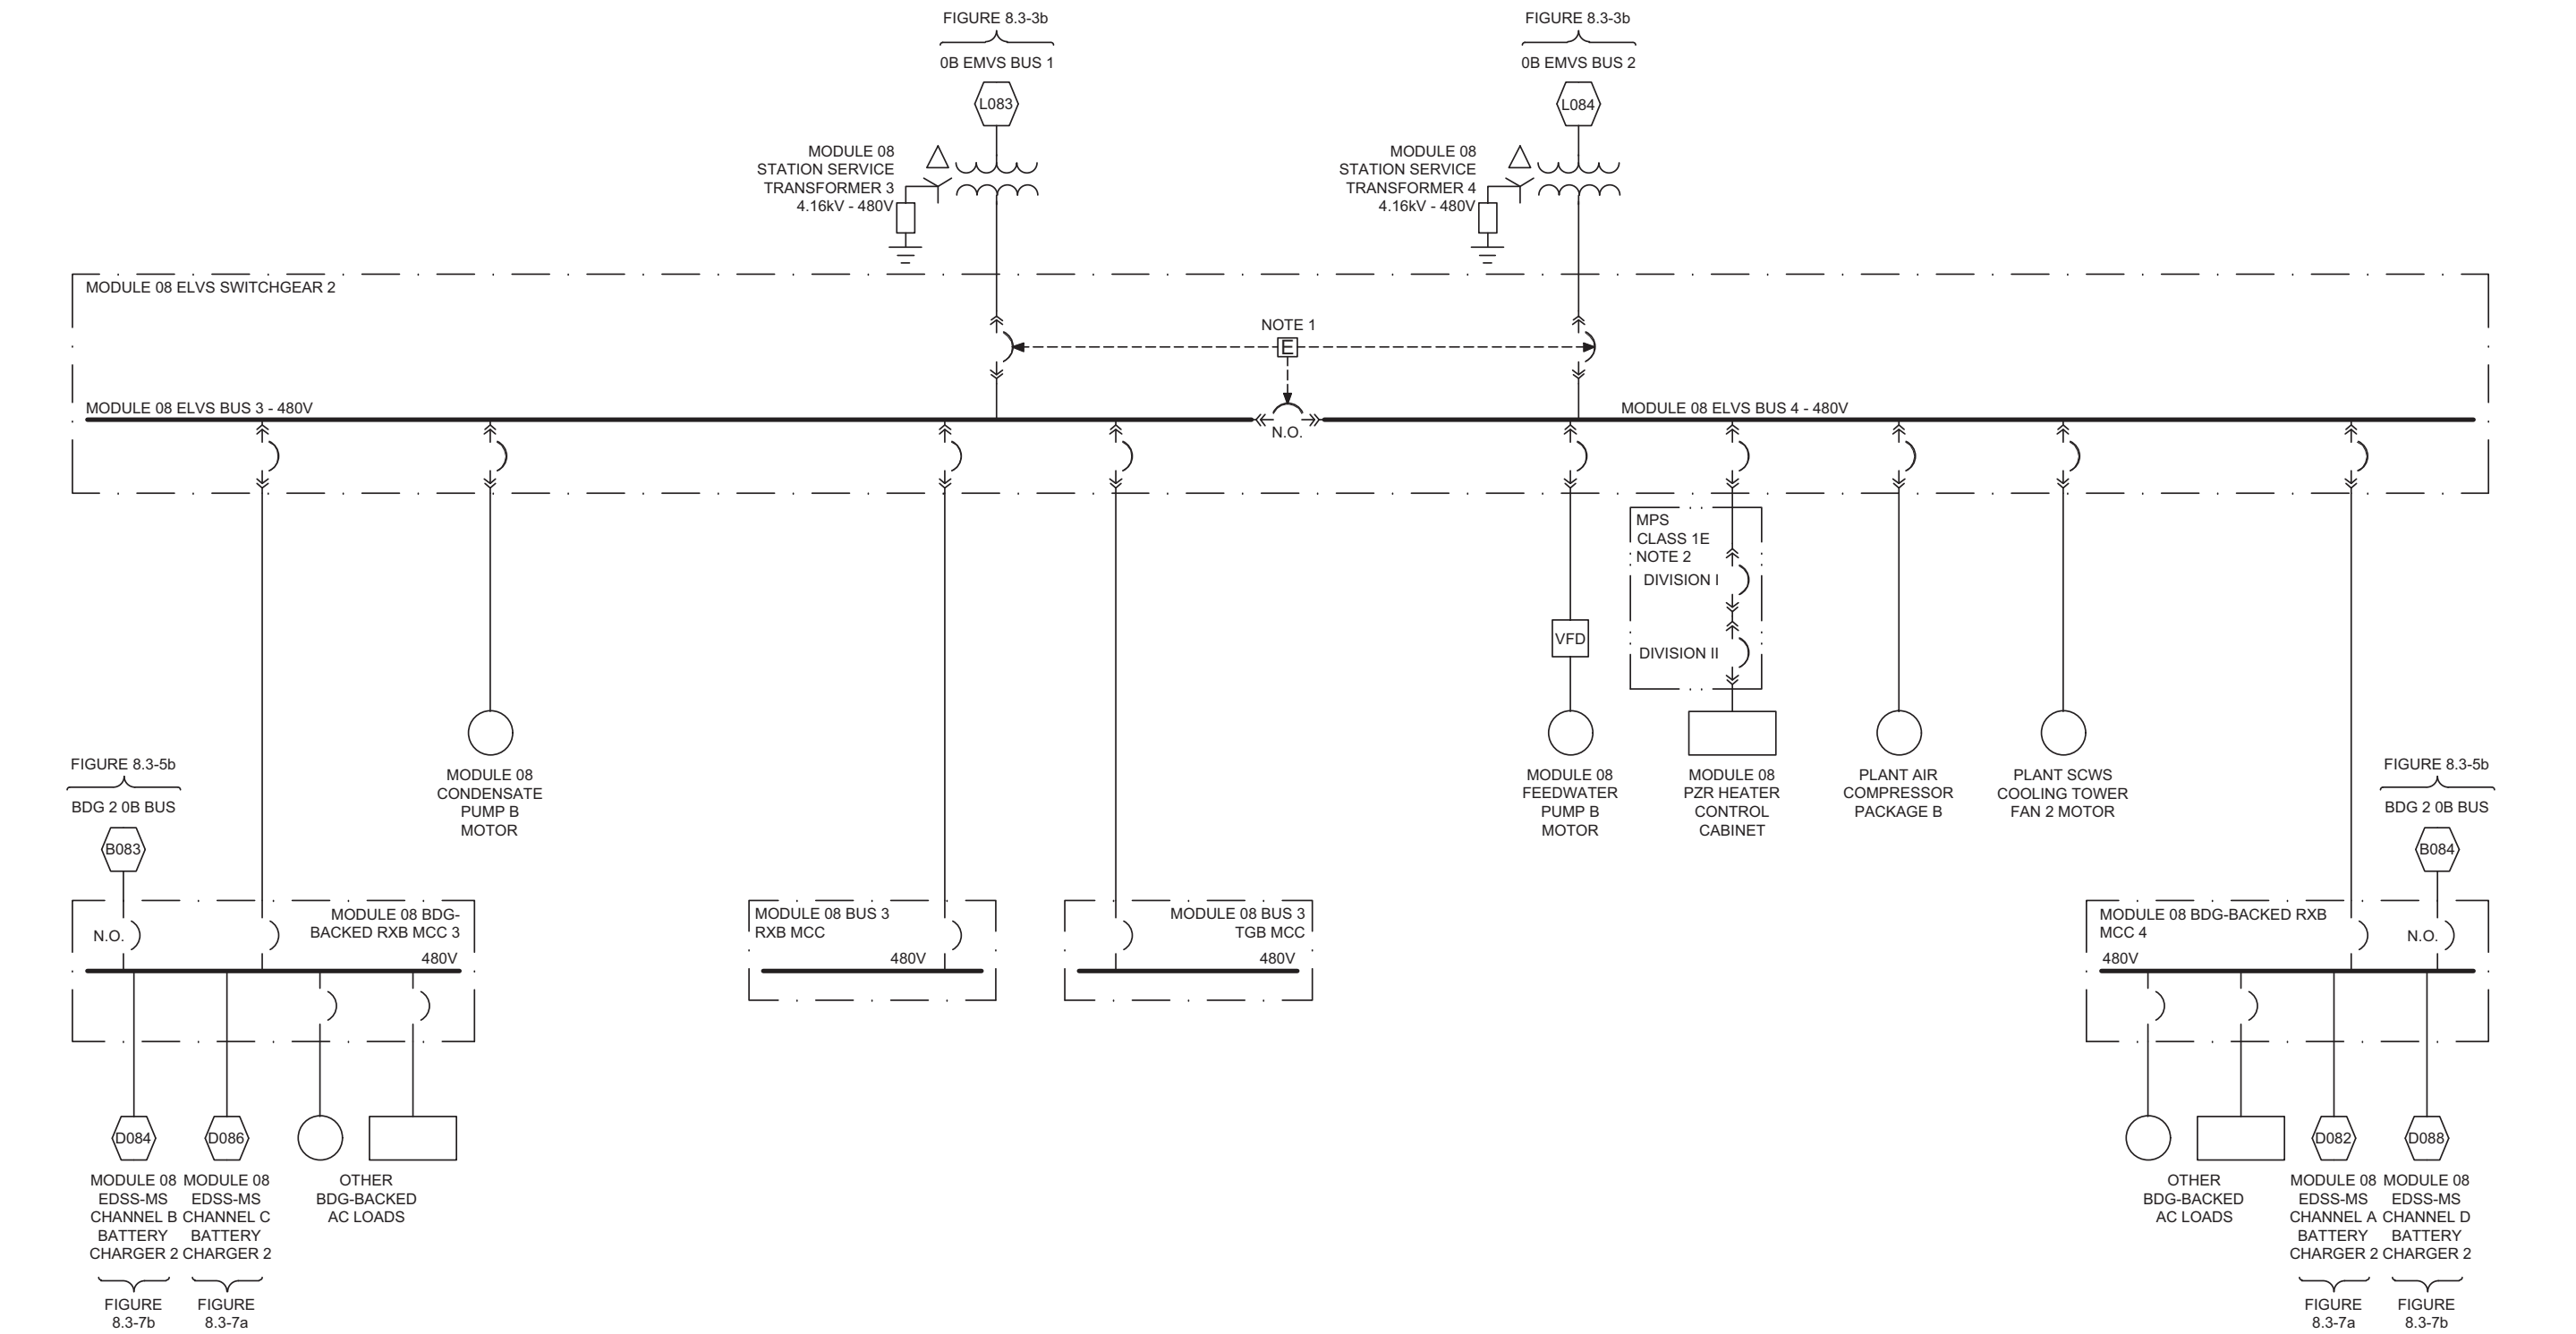 FIGURE 8.3-3b
0B EMVS BUS 1
L083
MODULE 08
STATION SERVICE
TRANSFORMER 3
4.16kV - 480V
FIGURE 8.3-3b
0B EMVS BUS 2
L084
MODULE 08
STATION SERVICE
TRANSFORMER 4
4.16kV - 480V
MODULE 08 ELVS SWITCHGEAR 2
NOTE 1
E
MODULE 08 ELVS BUS 3 - 480V
N.O.
MODULE 08 ELVS BUS 4 - 480V
MPS
CLASS 1E
NOTE 2
DIVISION I
DIVISION II
VFD
MODULE 08
CONDENSATE
PUMP B
MOTOR
MODULE 08
FEEDWATER
PUMP B
MOTOR
MODULE 08
PZR HEATER
CONTROL
CABINET
PLANT AIR
COMPRESSOR
PACKAGE B
PLANT SCWS
COOLING TOWER
FAN 2 MOTOR
FIGURE 8.3-5b
BDG 2 0B BUS
B083
N.O.
MODULE 08 BDG-
BACKED RXB MCC 3
480V
MODULE 08 BUS 3
RXB MCC
480V
MODULE 08 BUS 3
TGB MCC
480V
FIGURE 8.3-5b
BDG 2 0B BUS
B084
MODULE 08 BDG-BACKED RXB
MCC 4
N.O.
480V
D084
MODULE 08
EDSS-MS
CHANNEL B
BATTERY
CHARGER 2
FIGURE
8.3-7b
D086
MODULE 08
EDSS-MS
CHANNEL C
BATTERY
CHARGER 2
FIGURE
8.3-7a
OTHER
BDG-BACKED
AC LOADS
OTHER
BDG-BACKED
AC LOADS
D082
MODULE 08
EDSS-MS
CHANNEL A
BATTERY
CHARGER 2
FIGURE
8.3-7a
D088
MODULE 08
EDSS-MS
CHANNEL D
BATTERY
CHARGER 2
FIGURE
8.3-7b